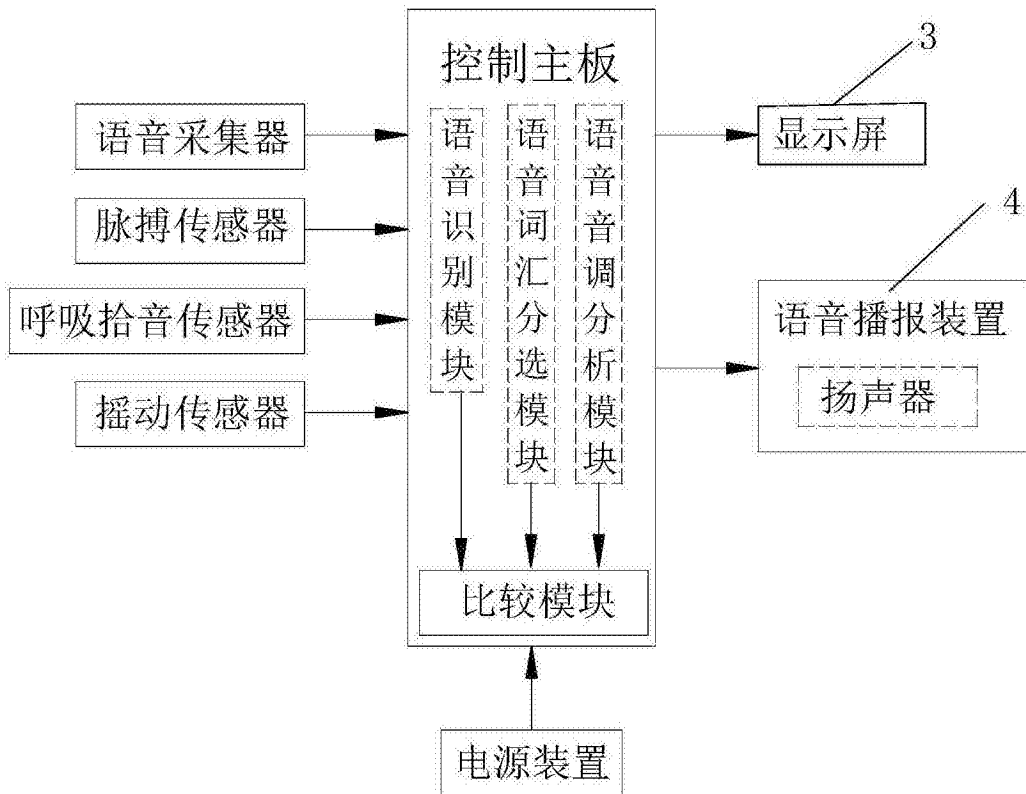 控制主板
语音识别模块
语音词汇分选模块
语音音调分析模块
比较模块
语音采集器
脉搏传感器
呼吸拾音传感器
摇动传感器
3
显示屏
4
语音播报装置
扬声器
电源装置